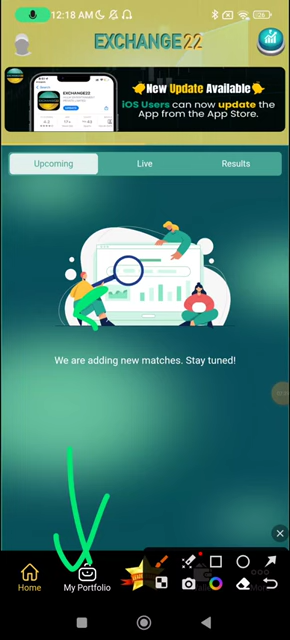 12:18 AM
EXCHANGE22
New Update Available
iOS Users can now update the
App from the App Store.
EXCHANGE22
Upcoming Live Results
We are adding new matches. Stay tuned!
Home
My Portfolio